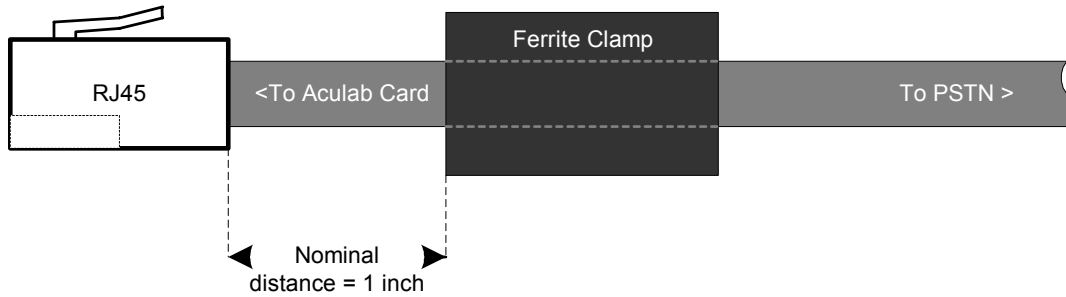 Ferrite Clamp
RJ45
<To Aculab Card
To PSTN >
Nominal
distance = 1 inch